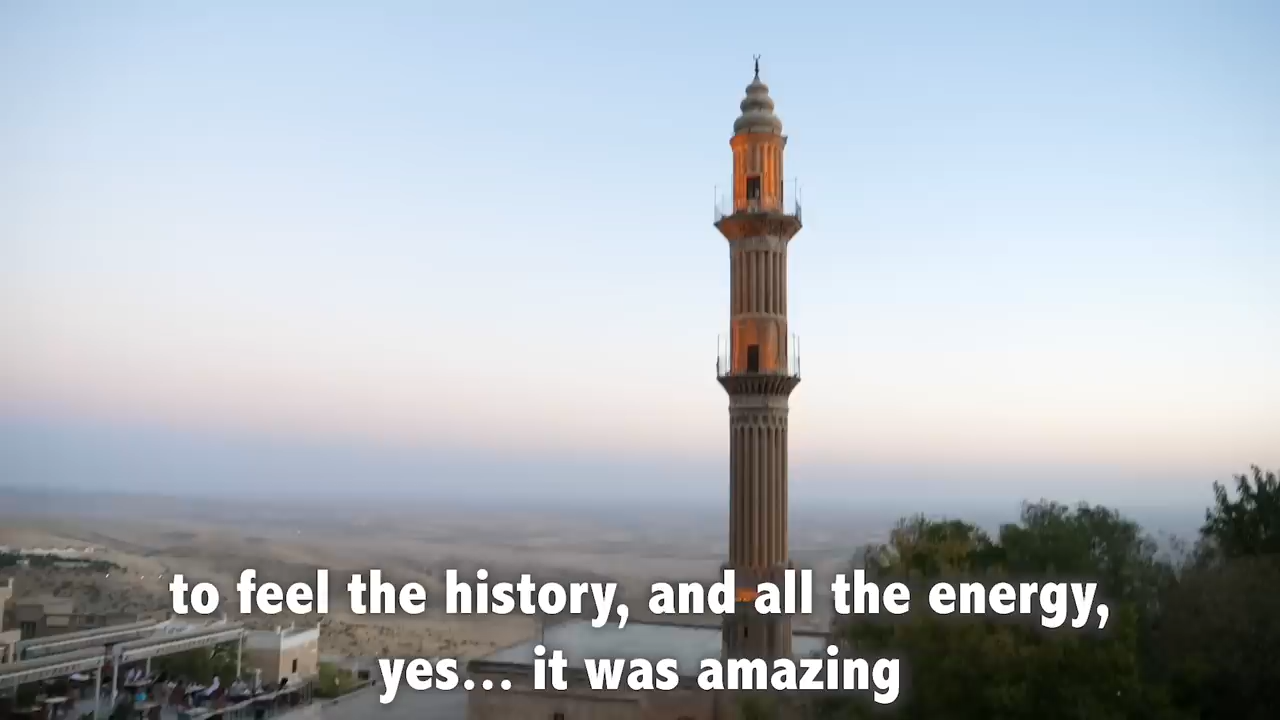 to feel the history, and all the energy,
yes... it was amazing